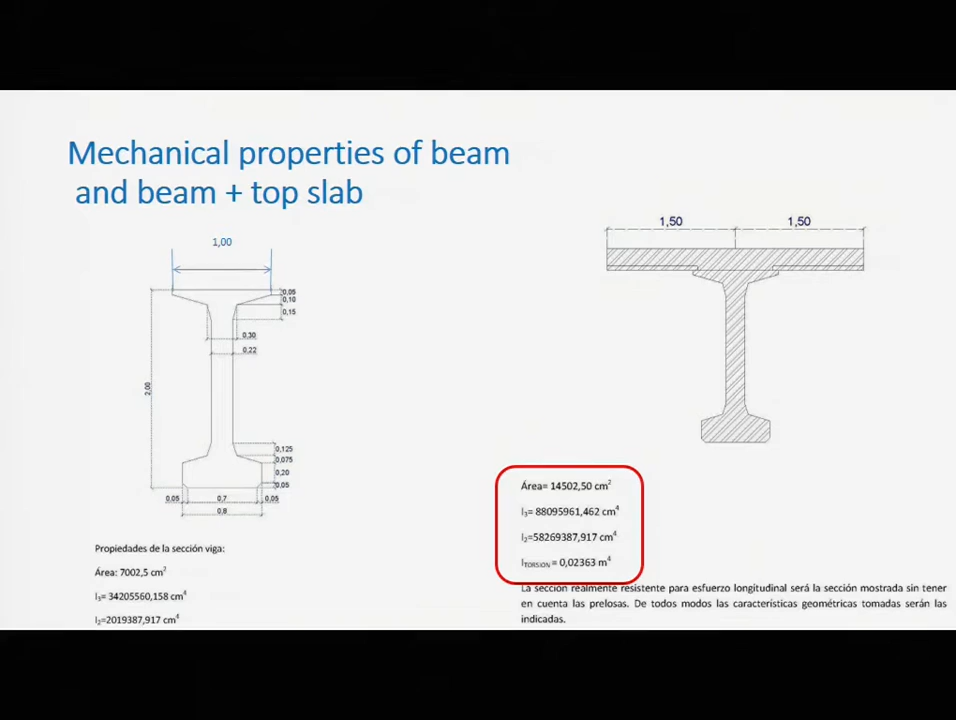 Mechanical properties of beam
and beam + top slab
1,00
0,05
0,10
0,15
0,30
0,22
2,00
0,125
0,075
0,20
0,05
0,05
0,7
0,05
0,8
Propiedades de la sección viga:
Área: 7002,5 cm²
I₃= 34205560,158 cm⁴
I₂=2019387,917 cm⁴
1,50
1,50
Área= 14502,50 cm²
I₃= 88095961,462 cm⁴
I₂=58269387,917 cm⁴
I_TORSION = 0,02363 m⁴
La sección realmente resistente para esfuerzo longitudinal será la sección mostrada sin tener
en cuenta las prelosas. De todos modos las características geométricas tomadas serán las
indicadas.